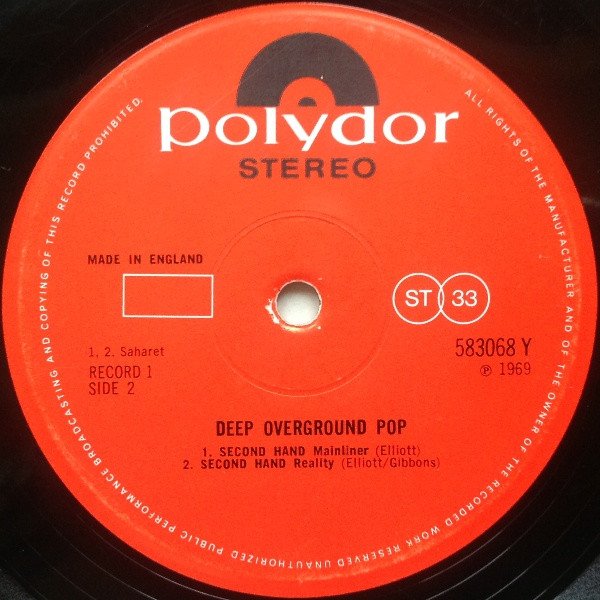 polydor
STEREO
MADE IN ENGLAND
ST 33
1, 2. Saharet
RECORD 1
SIDE 2
583068 Y
℗ 1969
DEEP OVERGROUND POP
1. SECOND HAND Mainliner (Elliott)
2. SECOND HAND Reality (Elliott/Gibbons)
ALL RIGHTS OF THE MANUFACTURER AND OF THE OWNER OF THE RECORDED WORK RESERVED UNAUTHORIZED PUBLIC PERFORMANCE BROADCASTING AND COPYING OF THIS RECORD PROHIBITED.